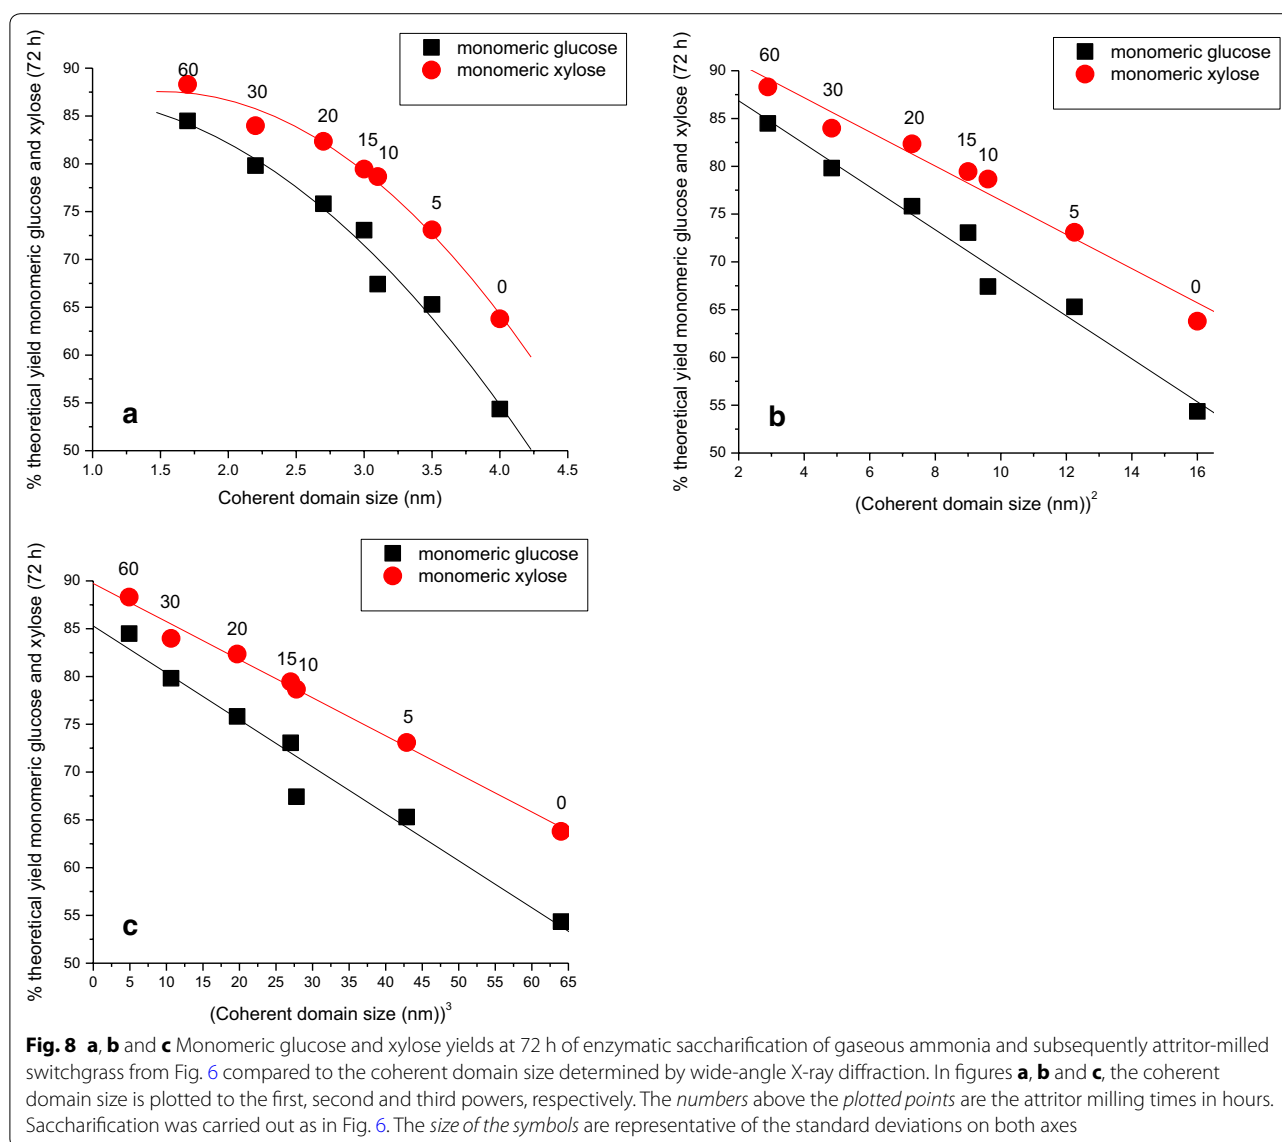 monomeric glucose
monomeric xylose
% theoretical yield monomeric glucose and xylose (72 h)
90
85
80
75
70
65
60
55
50
60
30
20
15
10
5
0
a
1.0 1.5 2.0 2.5 3.0 3.5 4.0 4.5
Coherent domain size (nm)
monomeric glucose
monomeric xylose
% theoretical yield monomeric glucose and xylose (72 h)
90
85
80
75
70
65
60
55
50
60
30
20
15
10
5
0
b
2 4 6 8 10 12 14 16
(Coherent domain size (nm))²
monomeric glucose
monomeric xylose
% theoretical yield monomeric glucose and xylose (72 h)
90
85
80
75
70
65
60
55
50
60
30
20
15
10
5
0
c
0 5 10 15 20 25 30 35 40 45 50 55 60 65
(Coherent domain size (nm))³
Fig. 8 a, b and c Monomeric glucose and xylose yields at 72 h of enzymatic saccharification of gaseous ammonia and subsequently attritor-milled
switchgrass from Fig. 6 compared to the coherent domain size determined by wide-angle X-ray diffraction. In figures a, b and c, the coherent
domain size is plotted to the first, second and third powers, respectively. The numbers above the plotted points are the attritor milling times in hours.
Saccharification was carried out as in Fig. 6. The size of the symbols are representative of the standard deviations on both axes